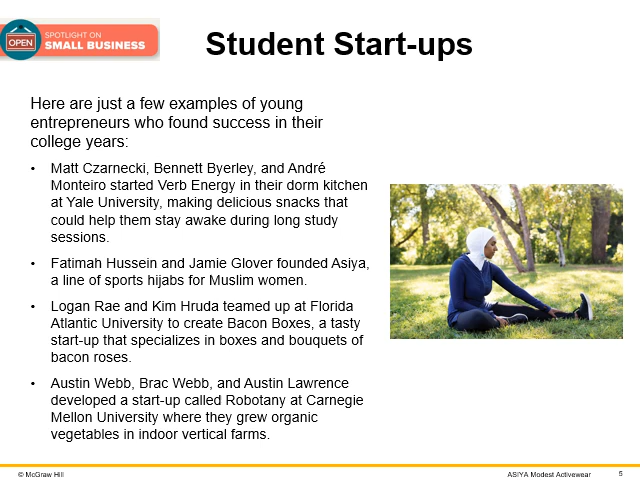 SPOTLIGHT ON
OPEN
SMALL BUSINESS
Student Start-ups
Here are just a few examples of young
entrepreneurs who found success in their
college years:
• Matt Czarnecki, Bennett Byerley, and André
Monteiro started Verb Energy in their dorm kitchen
at Yale University, making delicious snacks that
could help them stay awake during long study
sessions.
• Fatimah Hussein and Jamie Glover founded Asiya,
a line of sports hijabs for Muslim women.
• Logan Rae and Kim Hruda teamed up at Florida
Atlantic University to create Bacon Boxes, a tasty
start-up that specializes in boxes and bouquets of
bacon roses.
• Austin Webb, Brac Webb, and Austin Lawrence
developed a start-up called Robotany at Carnegie
Mellon University where they grew organic
vegetables in indoor vertical farms.
© McGraw Hill
ASIYA Modest Activewear
5